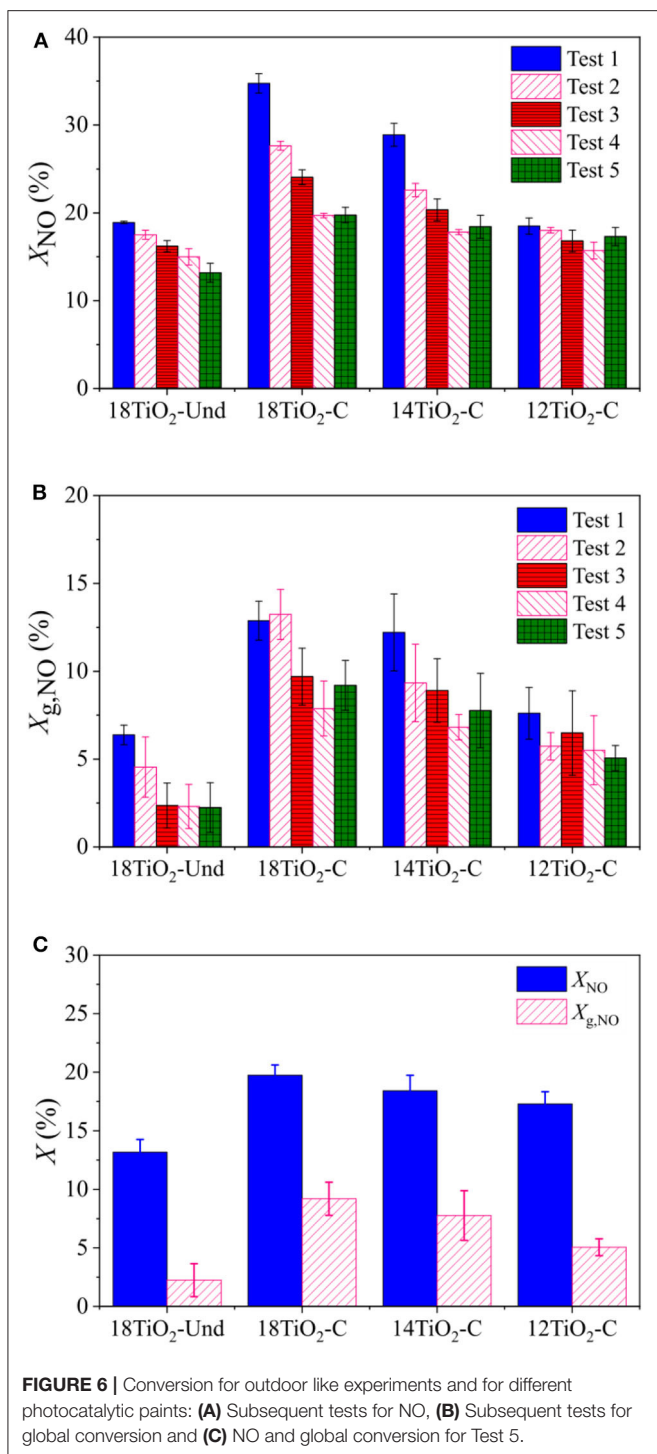 A
40
30
20
10
0
X_NO (%)
Test 1
Test 2
Test 3
Test 4
Test 5
18TiO₂-Und 18TiO₂-C 14TiO₂-C 12TiO₂-C
B
20
15
10
5
0
X_g,NO (%)
Test 1
Test 2
Test 3
Test 4
Test 5
18TiO₂-Und 18TiO₂-C 14TiO₂-C 12TiO₂-C
C
30
25
20
15
10
5
0
X (%)
X_NO
X_g,NO
18TiO₂-Und 18TiO₂-C 14TiO₂-C 12TiO₂-C
FIGURE 6 | Conversion for outdoor like experiments and for different
photocatalytic paints: (A) Subsequent tests for NO, (B) Subsequent tests for
global conversion and (C) NO and global conversion for Test 5.